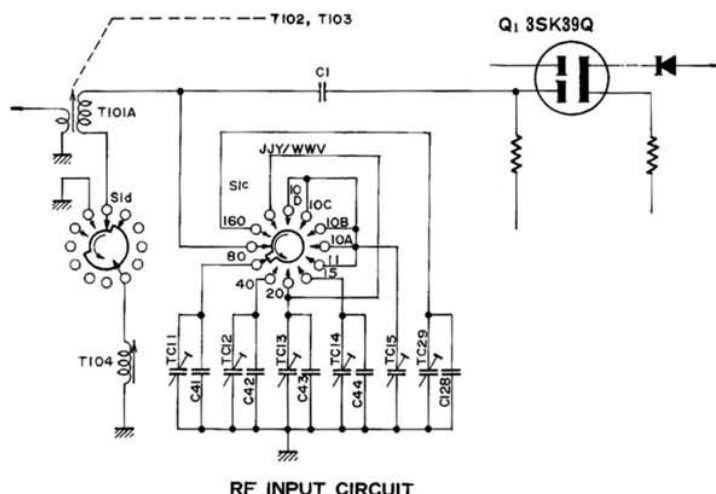 T102, T103
Q1 3SK39Q
C1
T101A
JJY/WWV
S1d
S1c
10
D
10C
160
10B
10A
80
11
15
40
20
T104
TC11
C41
TC12
C42
TC13
C43
TC14
C44
TC15
TC29
C128
RF INPUT CIRCUIT